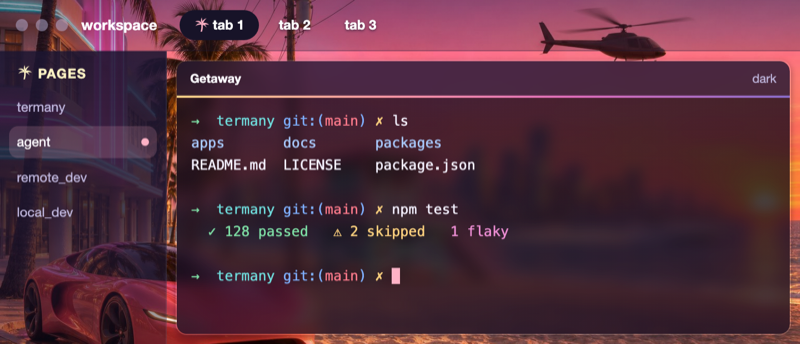 workspace
tab 1
tab 2
tab 3
PAGES
termany
agent
remote_dev
local_dev
Getaway
dark
→ termany git:(main) ✗ ls
apps docs packages
README.md LICENSE package.json
→ termany git:(main) ✗ npm test
✓ 128 passed ⚠ 2 skipped 1 flaky
→ termany git:(main) ✗